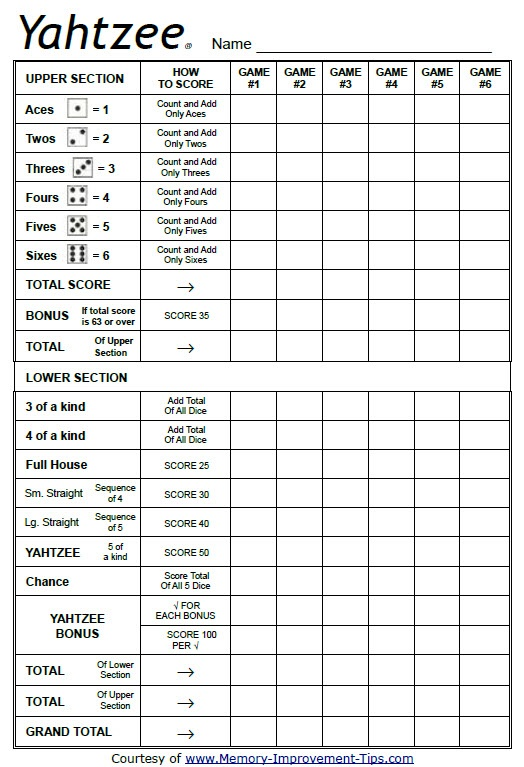 Yahtzee® Name
UPPER SECTION HOW TO SCORE GAME #1 GAME #2 GAME #3 GAME #4 GAME #5 GAME #6
Aces = 1 Count and Add Only Aces
Twos = 2 Count and Add Only Twos
Threes = 3 Count and Add Only Threes
Fours = 4 Count and Add Only Fours
Fives = 5 Count and Add Only Fives
Sixes = 6 Count and Add Only Sixes
TOTAL SCORE →
BONUS If total score is 63 or over SCORE 35
TOTAL Of Upper Section →
LOWER SECTION
3 of a kind Add Total Of All Dice
4 of a kind Add Total Of All Dice
Full House SCORE 25
Sm. Straight Sequence of 4 SCORE 30
Lg. Straight Sequence of 5 SCORE 40
YAHTZEE 5 of a kind SCORE 50
Chance Score Total Of All 5 Dice
YAHTZEE BONUS √ FOR EACH BONUS
SCORE 100 PER √
TOTAL Of Lower Section →
TOTAL Of Upper Section →
GRAND TOTAL →
Courtesy of www.Memory-Improvement-Tips.com